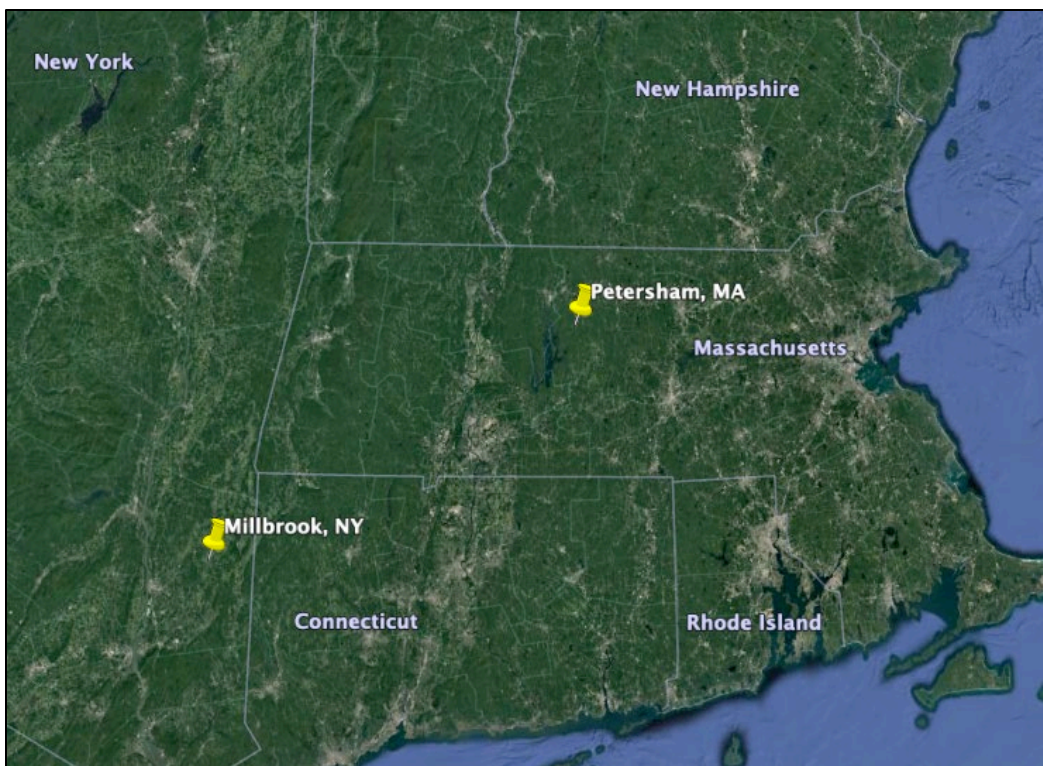 New York
New Hampshire
Petersham, MA
Massachusetts
Millbrook, NY
Connecticut
Rhode Island